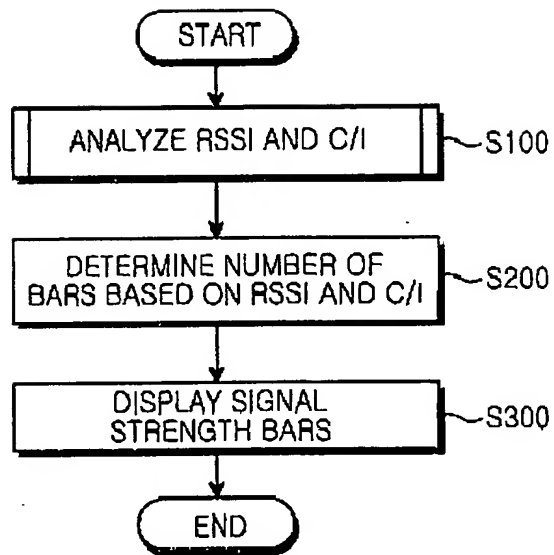 START
ANALYZE RSSI AND C/I
S100
DETERMINE NUMBER OF
BARS BASED ON RSSI AND C/I
S200
DISPLAY SIGNAL
STRENGTH BARS
S300
END